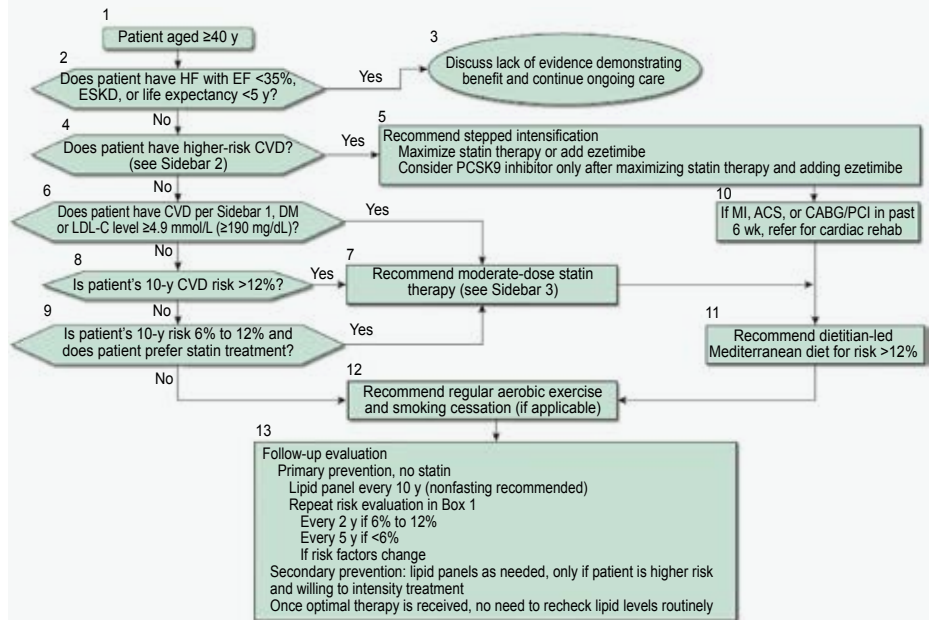 1
Patient aged ≥40 y
2
Does patient have HF with EF <35%,
ESKD, or life expectancy <5 y?
Yes
3
Discuss lack of evidence demonstrating
benefit and continue ongoing care
No
4
Does patient have higher-risk CVD?
(see Sidebar 2)
Yes
5
Recommend stepped intensification
Maximize statin therapy or add ezetimibe
Consider PCSK9 inhibitor only after maximizing statin therapy and adding ezetimibe
No
6
Does patient have CVD per Sidebar 1, DM
or LDL-C level ≥4.9 mmol/L (≥190 mg/dL)?
Yes
10
If MI, ACS, or CABG/PCI in past
6 wk, refer for cardiac rehab
No
8
Is patient's 10-y CVD risk >12%?
Yes
7
Recommend moderate-dose statin
therapy (see Sidebar 3)
No
9
Is patient's 10-y risk 6% to 12% and
does patient prefer statin treatment?
Yes
11
Recommend dietitian-led
Mediterranean diet for risk >12%
No
12
Recommend regular aerobic exercise
and smoking cessation (if applicable)
13
Follow-up evaluation
Primary prevention, no statin
Lipid panel every 10 y (nonfasting recommended)
Repeat risk evaluation in Box 1
Every 2 y if 6% to 12%
Every 5 y if <6%
If risk factors change
Secondary prevention: lipid panels as needed, only if patient is higher risk
and willing to intensity treatment
Once optimal therapy is received, no need to recheck lipid levels routinely